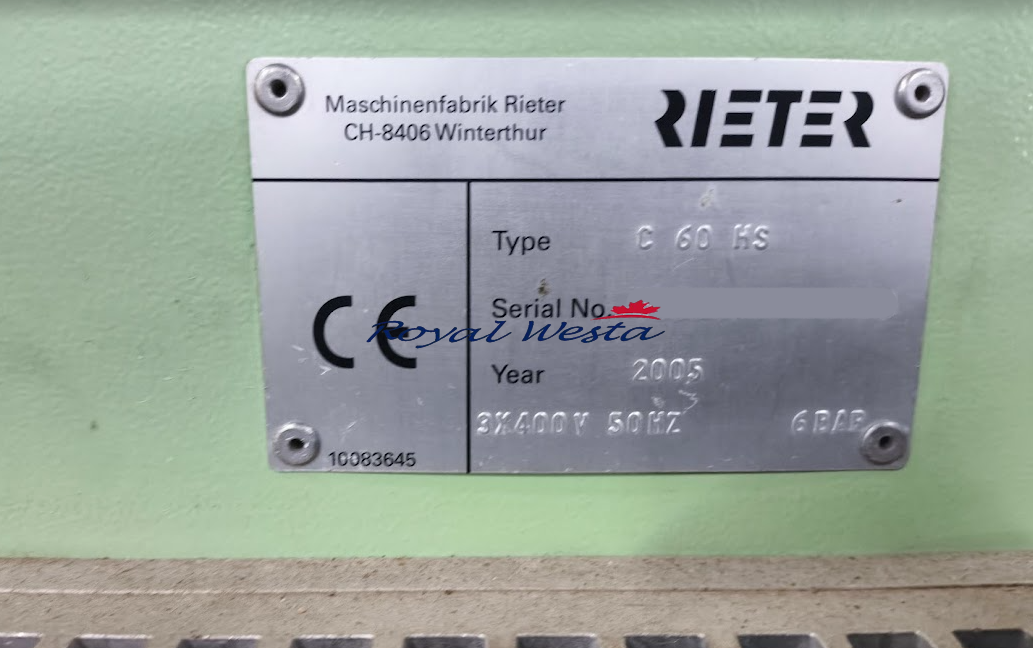 Maschinenfabrik Rieter
CH-8406 Winterthur
RIETER
Type C 60 HS
Serial No.
Royal Westa
CE
Year 2005
3X400V 50HZ 6BAR
10083645